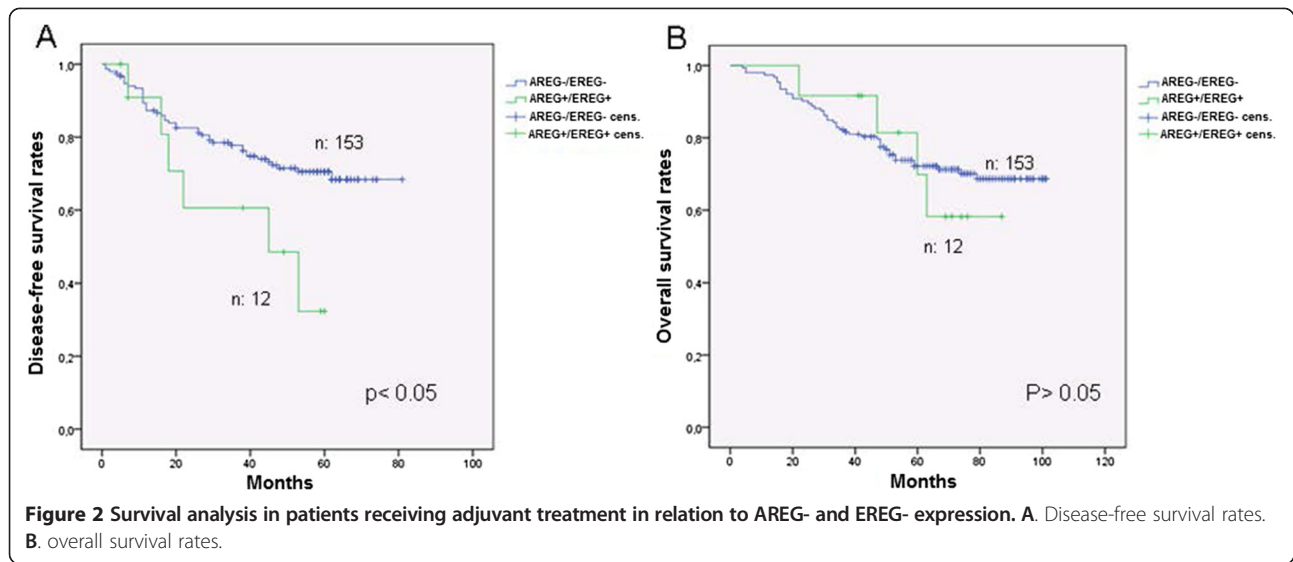 A
Disease-free survival rates
1,0
0,8
0,6
0,4
0,2
0,0
0 20 40 60 80 100
Months
n: 153
n: 12
p< 0.05
AREG-/EREG-
AREG+/EREG+
AREG-/EREG- cens.
AREG+/EREG+ cens.
B
Overall survival rates
1,0
0,8
0,6
0,4
0,2
0,0
0 20 40 60 80 100 120
Months
n: 153
n: 12
P> 0.05
AREG-/EREG-
AREG+/EREG+
AREG-/EREG- cens.
AREG+/EREG+ cens.
Figure 2 Survival analysis in patients receiving adjuvant treatment in relation to AREG- and EREG- expression. A. Disease-free survival rates.
B. overall survival rates.